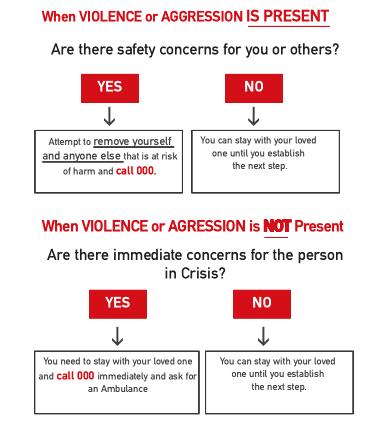 When VIOLENCE or AGGRESSION IS PRESENT
Are there safety concerns for you or others?
YES
NO
Attempt to remove yourself
and anyone else that is at risk
of harm and call 000.
You can stay with your loved
one until you establish
the next step.
When VIOLENCE or AGRESSION is NOT Present
Are there immediate concerns for the person
in Crisis?
YES
NO
You need to stay with your loved one
and call 000 immediately and ask for
an Ambulance
You can stay with your loved
one until you establish
the next step.